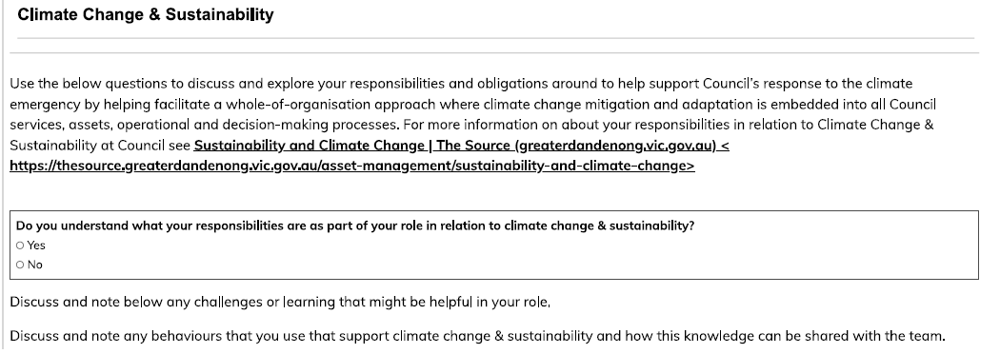 Climate Change & Sustainability
Use the below questions to discuss and explore your responsibilities and obligations around to help support Council's response to the climate
emergency by helping facilitate a whole-of-organisation approach where climate change mitigation and adaptation is embedded into all Council
services, assets, operational and decision-making processes. For more information on about your responsibilities in relation to Climate Change &
Sustainability at Council see Sustainability and Climate Change | The Source (greaterdandenong.vic.gov.au) <
https://thesource.greaterdandenong.vic.gov.au/asset-management/sustainability-and-climate-change>
Do you understand what your responsibilities are as part of your role in relation to climate change & sustainability?
Yes
No
Discuss and note below any challenges or learning that might be helpful in your role.
Discuss and note any behaviours that you use that support climate change & sustainability and how this knowledge can be shared with the team.